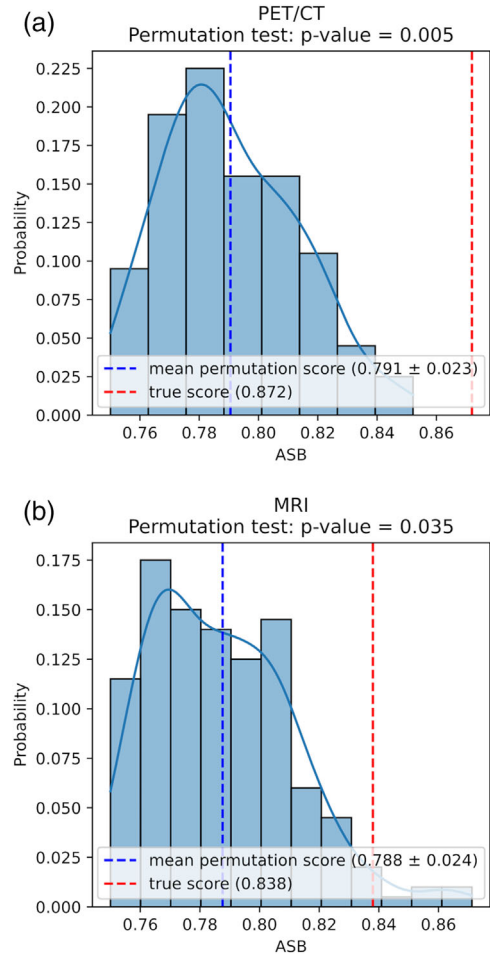 (a)
PET/CT
Permutation test: p-value = 0.005
0.225
0.200
0.175
0.150
0.125
0.100
0.075
0.050
0.025
0.000
Probability
mean permutation score (0.791 ± 0.023)
true score (0.872)
0.76 0.78 0.80 0.82 0.84 0.86
ASB
(b)
MRI
Permutation test: p-value = 0.035
0.175
0.150
0.125
0.100
0.075
0.050
0.025
0.000
Probability
mean permutation score (0.788 ± 0.024)
true score (0.838)
0.76 0.78 0.80 0.82 0.84 0.86
ASB